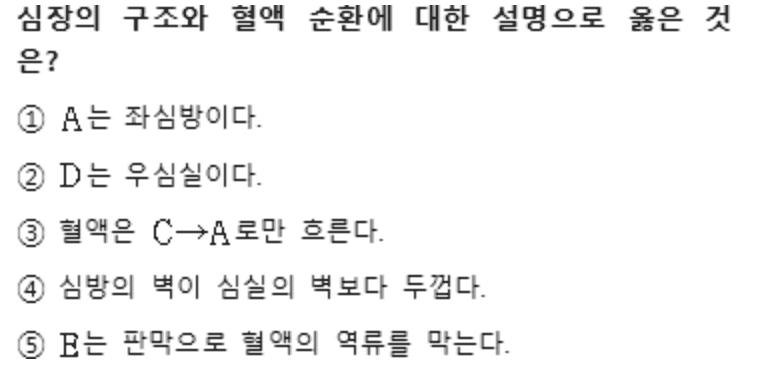 심장의 구조와 혈액 순환에 대한 설명으로 옳은 것
은?
① A는 좌심방이다.
② D는 우심실이다.
③ 혈액은 C→A로만 흐른다.
④ 심방의 벽이 심실의 벽보다 두껍다.
⑤ E는 판막으로 혈액의 역류를 막는다.